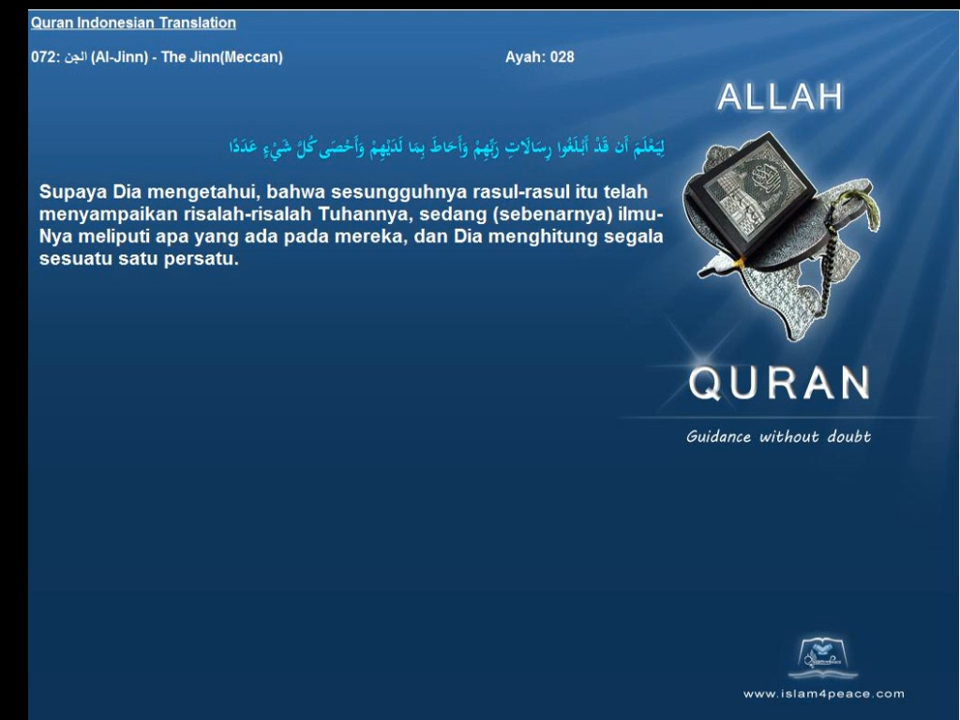 Quran Indonesian Translation
072: الجن (Al-Jinn) - The Jinn(Meccan) Ayah: 028
ALLAH
لِيَعْلَمَ أَن قَدْ أَبْلَغُوا رِسَالَاتِ رَبِّهِمْ وَأَحَاطَ بِمَا لَدَيْهِمْ وَأَحْصَى كُلَّ شَيْءٍ عَدَدًا
Supaya Dia mengetahui, bahwa sesungguhnya rasul-rasul itu telah
menyampaikan risalah-risalah Tuhannya, sedang (sebenarnya) ilmu-
Nya meliputi apa yang ada pada mereka, dan Dia menghitung segala
sesuatu satu persatu.
QURAN
Guidance without doubt
www.islam4peace.com